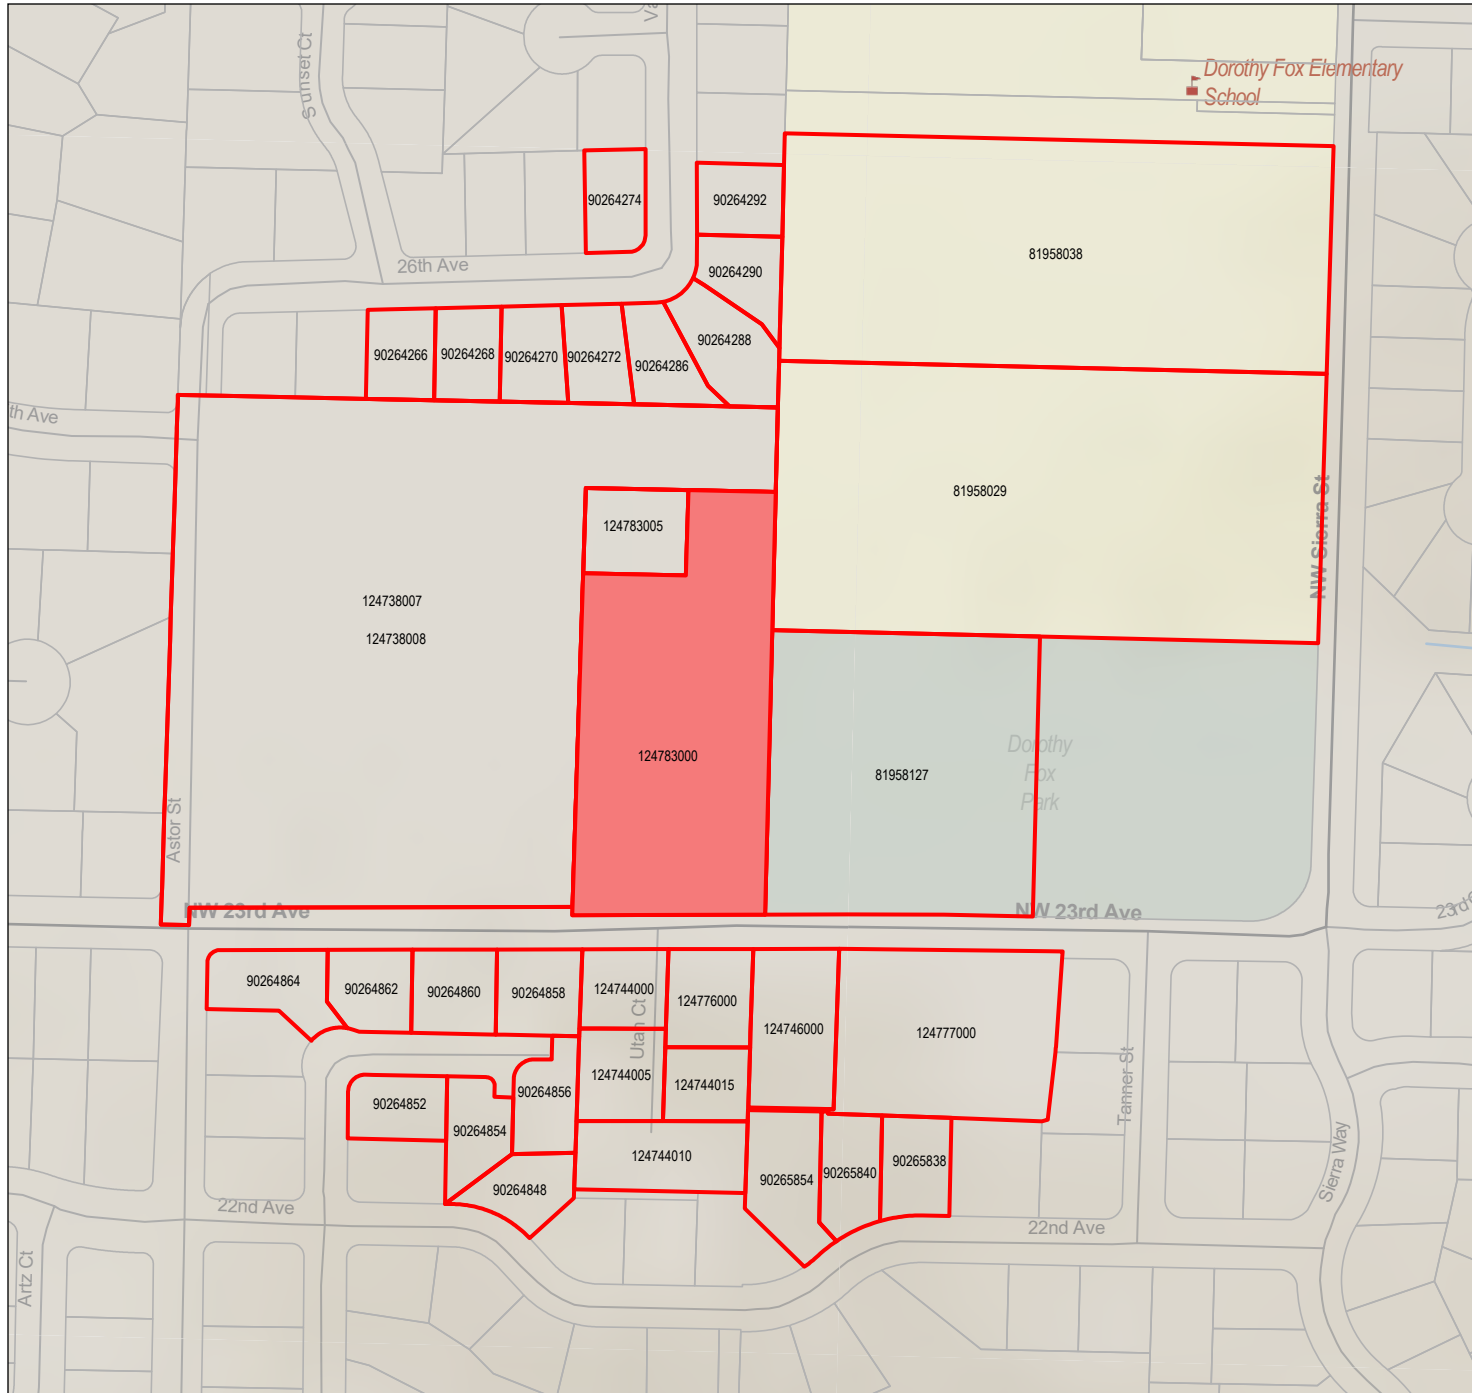 Sunset Ct
Va
Dorothy Fox Elementary
School
90264274
90264292
26th Ave
90264290
81958038
90264288
90264266
90264268
90264270
90264272
90264286
th Ave
81958029
NW Sierra St
124783005
124738007
124738008
124783000
Dorothy
Fox
Park
81958127
Astor St
NW 23rd Ave
NW 23rd Ave
23rd
90264864
90264862
90264860
90264858
124744000
124776000
124746000
124777000
Utah Ct
124744005
124744015
90264856
90264852
90264854
Tanner St
124744010
90264848
90265854
90265840
90265838
Sierra Way
22nd Ave
22nd Ave
Artz Ct